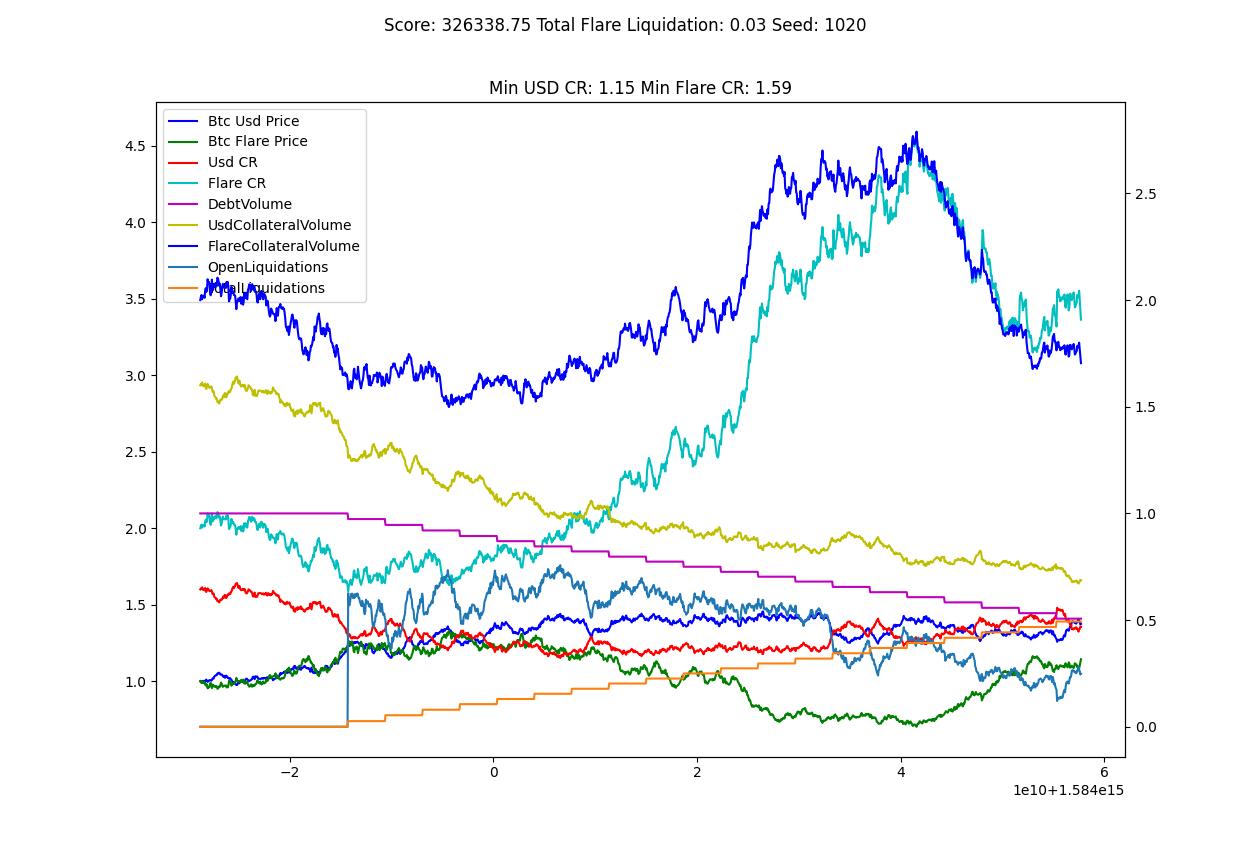 Score: 326338.75 Total Flare Liquidation: 0.03 Seed: 1020
Min USD CR: 1.15 Min Flare CR: 1.59
Btc Usd Price
Btc Flare Price
Usd CR
Flare CR
DebtVolume
UsdCollateralVolume
FlareCollateralVolume
OpenLiquidations
TotalLiquidations
4.5
4.0
3.5
3.0
2.5
2.0
1.5
1.0
2.5
2.0
1.5
1.0
0.5
0.0
−2 0 2 4 6
1e10+1.584e15